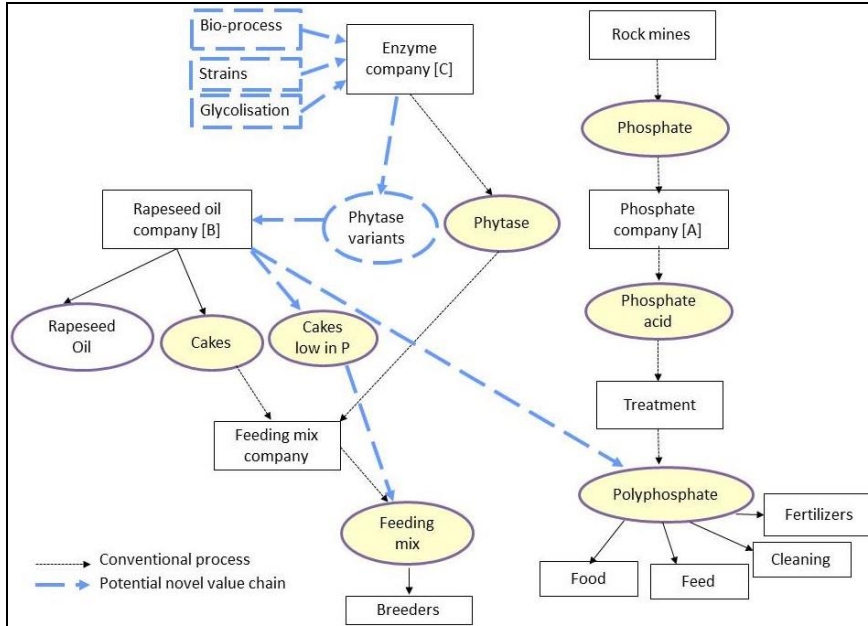 Bio-process
Strains
Glycolisation
Enzyme
company [C]
Rock mines
Phosphate
Rapeseed oil
company [B]
Phytase
variants
Phytase
Phosphate
company [A]
Rapeseed
Oil
Cakes
Cakes
low in P
Phosphate
acid
Feeding mix
company
Treatment
Feeding
mix
Polyphosphate
Fertilizers
Cleaning
Food
Feed
Breeders
Conventional process
Potential novel value chain